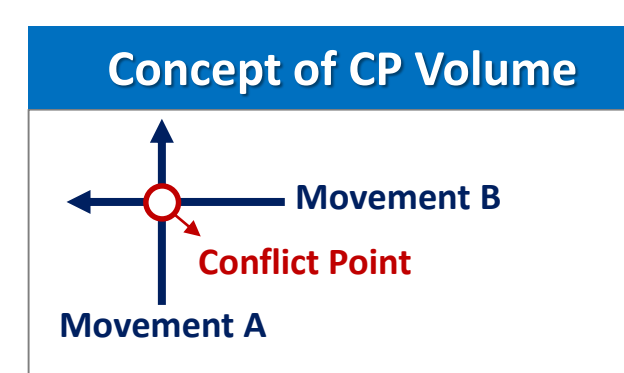 Concept of CP Volume
Movement B
Conflict Point
Movement A